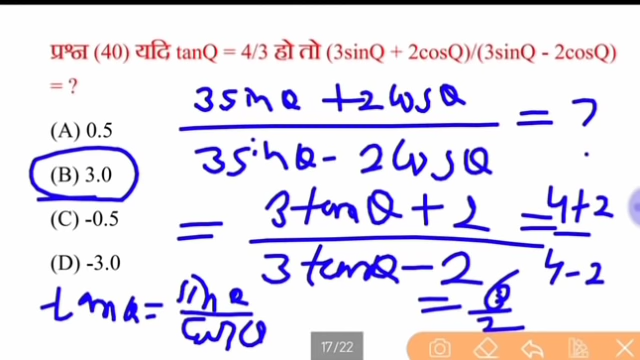 प्रश्न (40) यदि tanQ = 4/3 हो तो (3sinQ + 2cosQ)/(3sinQ - 2cosQ)
= ?
(A) 0.5
(B) 3.0
(C) -0.5
(D) -3.0
3sinQ + 2cosQ = ?
3sinQ - 2cosQ
= 3tanQ + 2 = 4+2
3tanQ - 2 4-2
tanQ = sinQ
cosQ
= 6
2
17/22